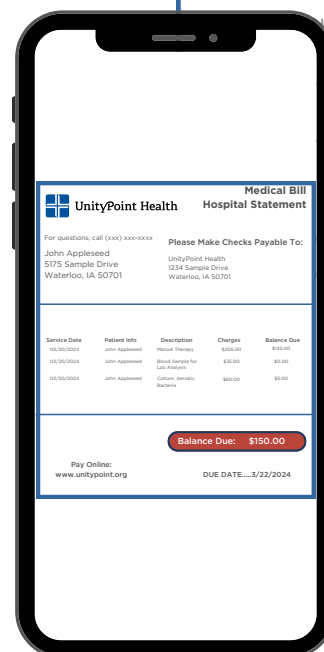 Medical Bill
UnityPoint Health
Hospital Statement
For questions, call (xxx) xxx-xxxx
Please Make Checks Payable To:
John Appleseed
5175 Sample Drive
Waterloo, IA 50701
UnityPoint Health
1234 Sample Drive
Waterloo, IA 50701
Service Date Patient Info Description Charges Balance Due
02/20/2024 John Appleseed Manual Therapy $205.00 $145.00
02/20/2024 John Appleseed Blood Sample for $35.00 $0.00
Lab Analysis
02/20/2024 John Appleseed Culture, Aerobic $60.00 $5.00
Bacteria
Balance Due: $150.00
Pay Online:
www.unitypoint.org
DUE DATE.....3/22/2024